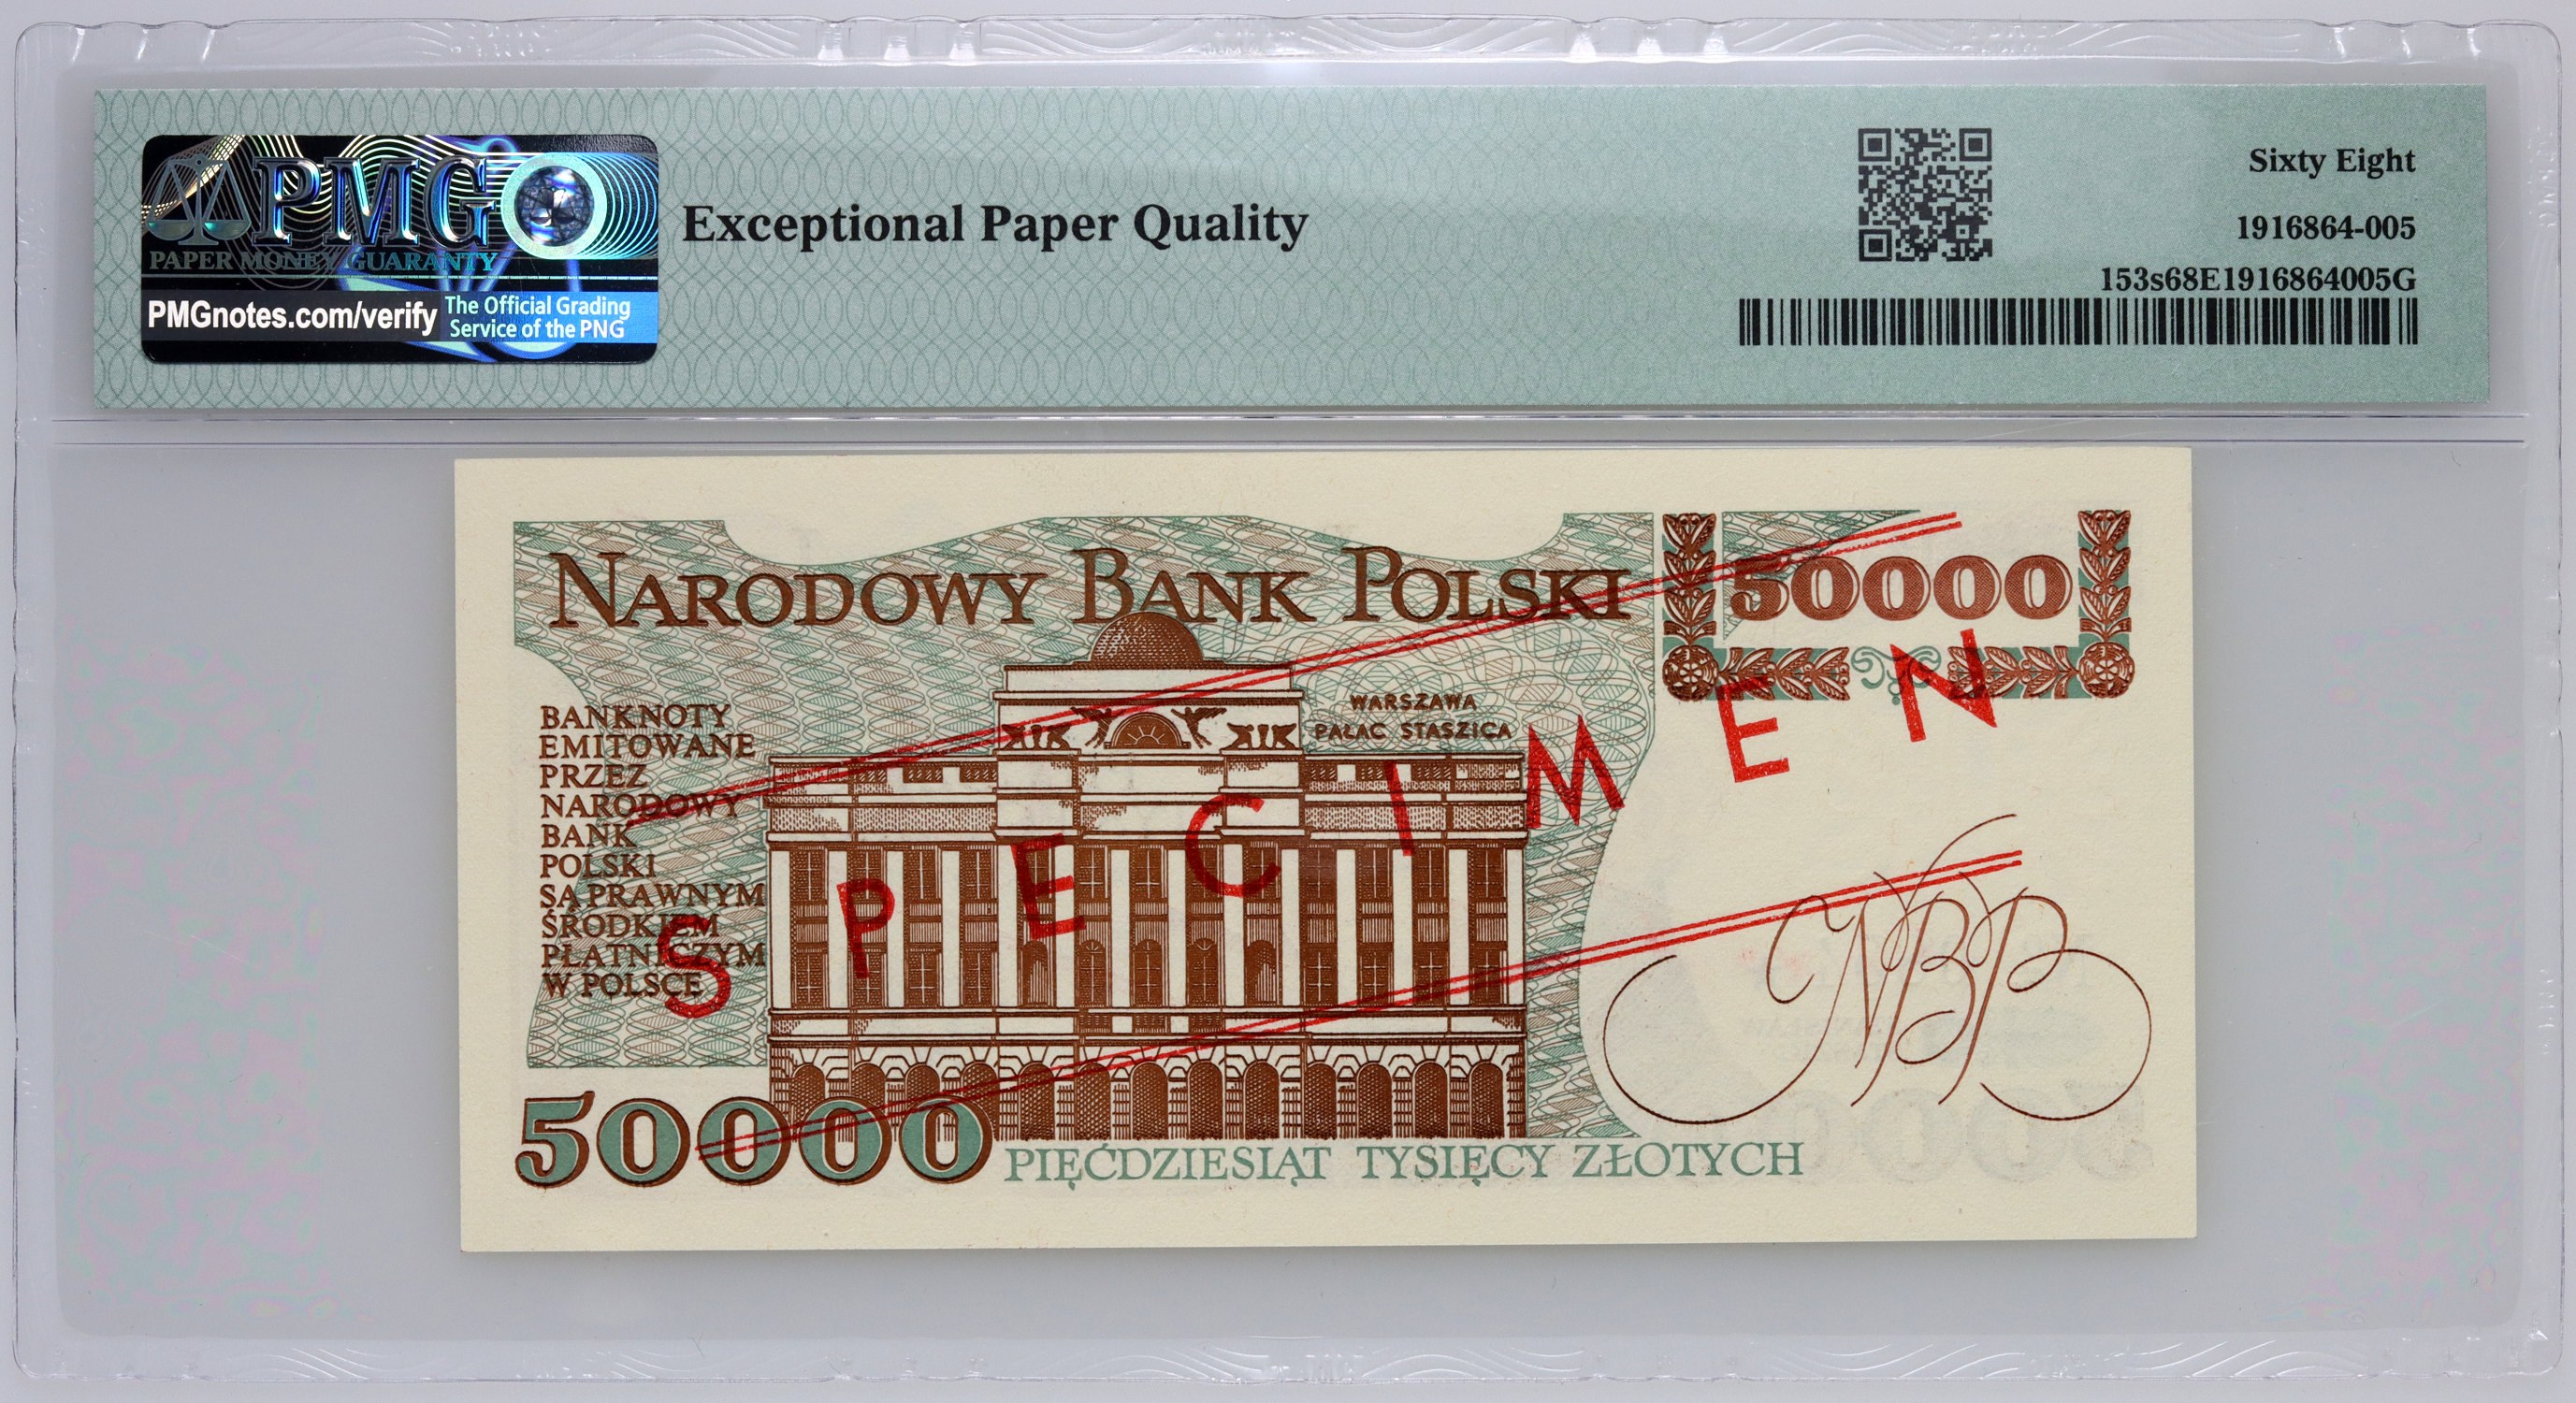 PMG
PAPER MONEY GUARANTY
PMGnotes.com/verify
The Official Grading
Service of the PNG
Exceptional Paper Quality
Sixty Eight
1916864-005
153s68E1916864005G
NARODOWY BANK POLSKI
50000
WARSZAWA
PAŁAC STASZICA
BANKNOTY
EMITOWANE
PRZEZ
NARODOWY
BANK
POLSKI
SĄ PRAWNYM
ŚRODKIEM
PŁATNICZYM
W POLSCE
SPECIMEN
NBP
50000
PIĘĆDZIESIĄT TYSIĘCY ZŁOTYCH